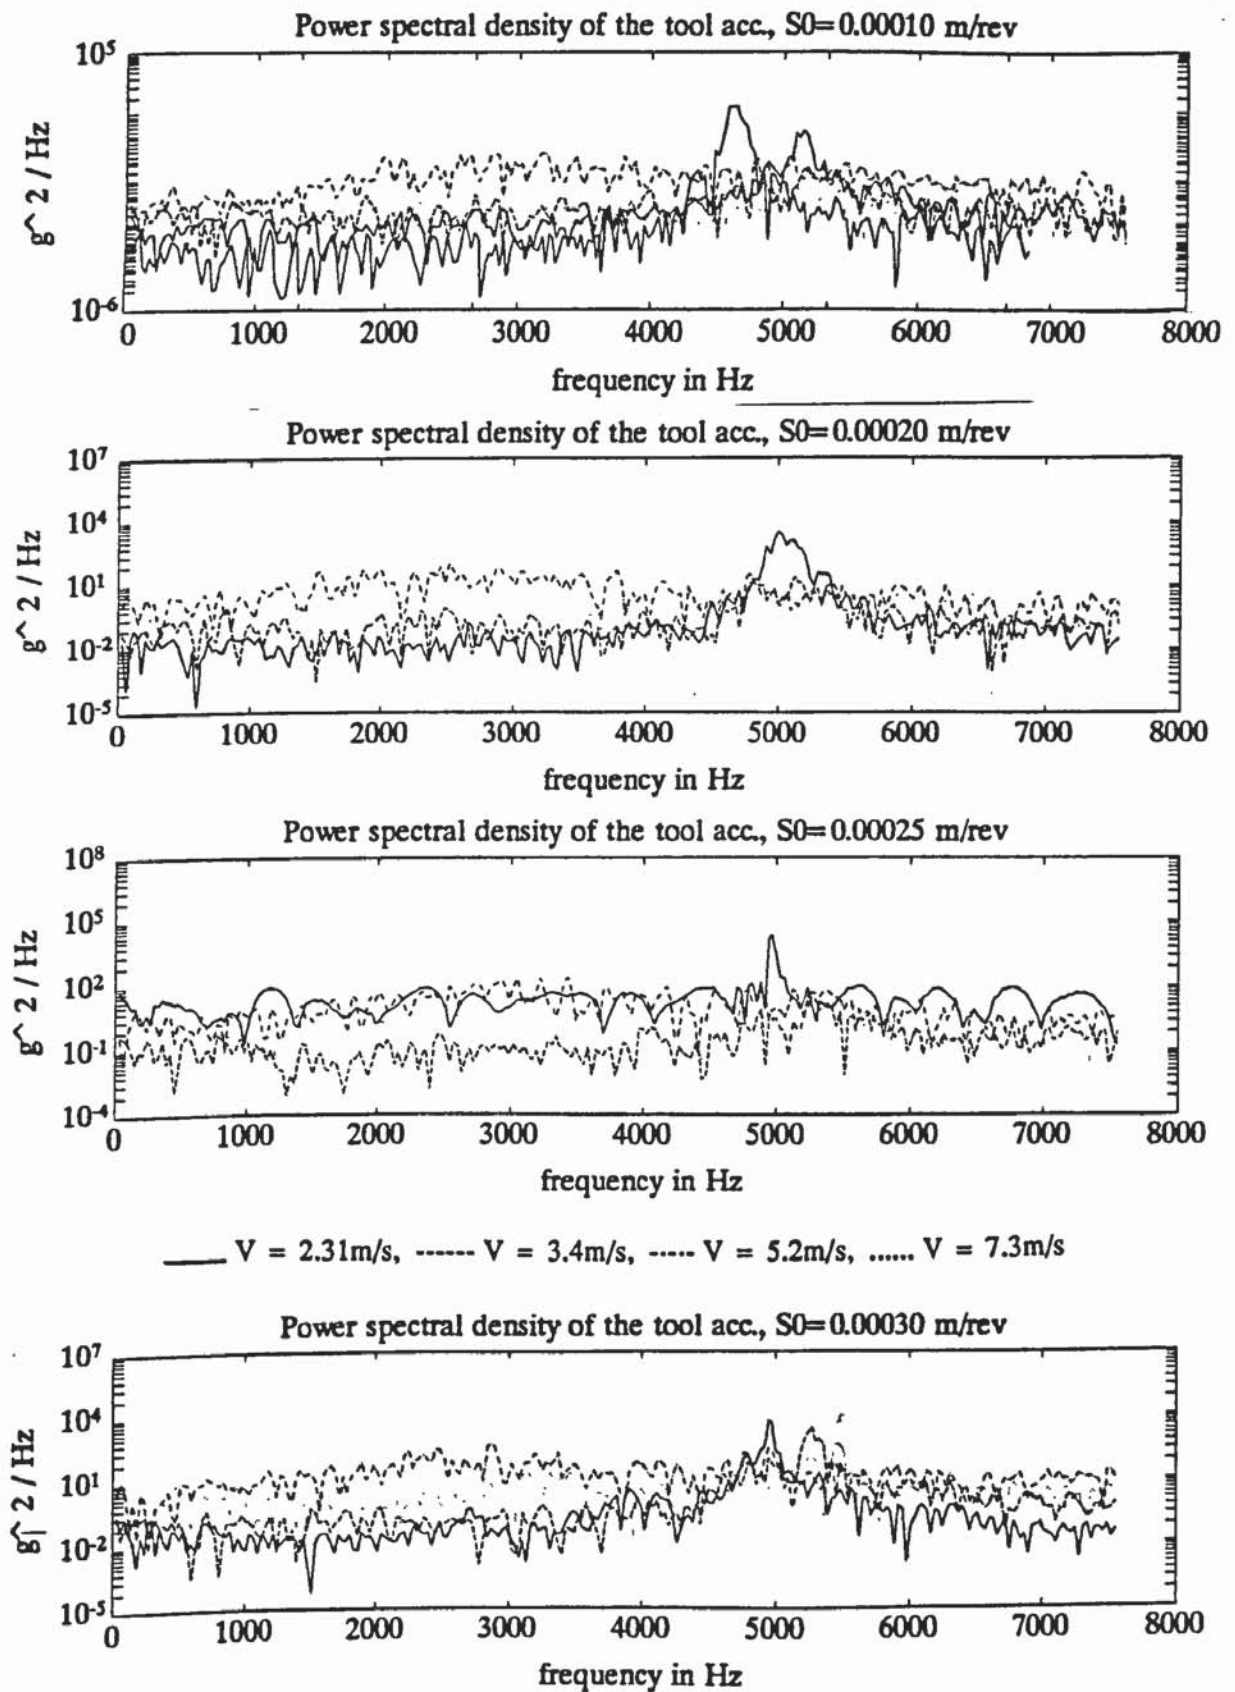 Power spectral density of the tool acc., S0=0.00010 m/rev
10^5
g^ 2 / Hz
10^-6
0 1000 2000 3000 4000 5000 6000 7000 8000
frequency in Hz
Power spectral density of the tool acc., S0=0.00020 m/rev
10^7
10^4
g^ 2 / Hz
10^1
10^-2
10^-5
0 1000 2000 3000 4000 5000 6000 7000 8000
frequency in Hz
Power spectral density of the tool acc., S0=0.00025 m/rev
10^8
10^5
g^ 2 / Hz
10^2
10^-1
10^-4
0 1000 2000 3000 4000 5000 6000 7000 8000
frequency in Hz
V = 2.31m/s, ------ V = 3.4m/s, -.-.-. V = 5.2m/s, ...... V = 7.3m/s
Power spectral density of the tool acc., S0=0.00030 m/rev
10^7
10^4
g^ 2 / Hz
10^1
10^-2
10^-5
0 1000 2000 3000 4000 5000 6000 7000 8000
frequency in Hz